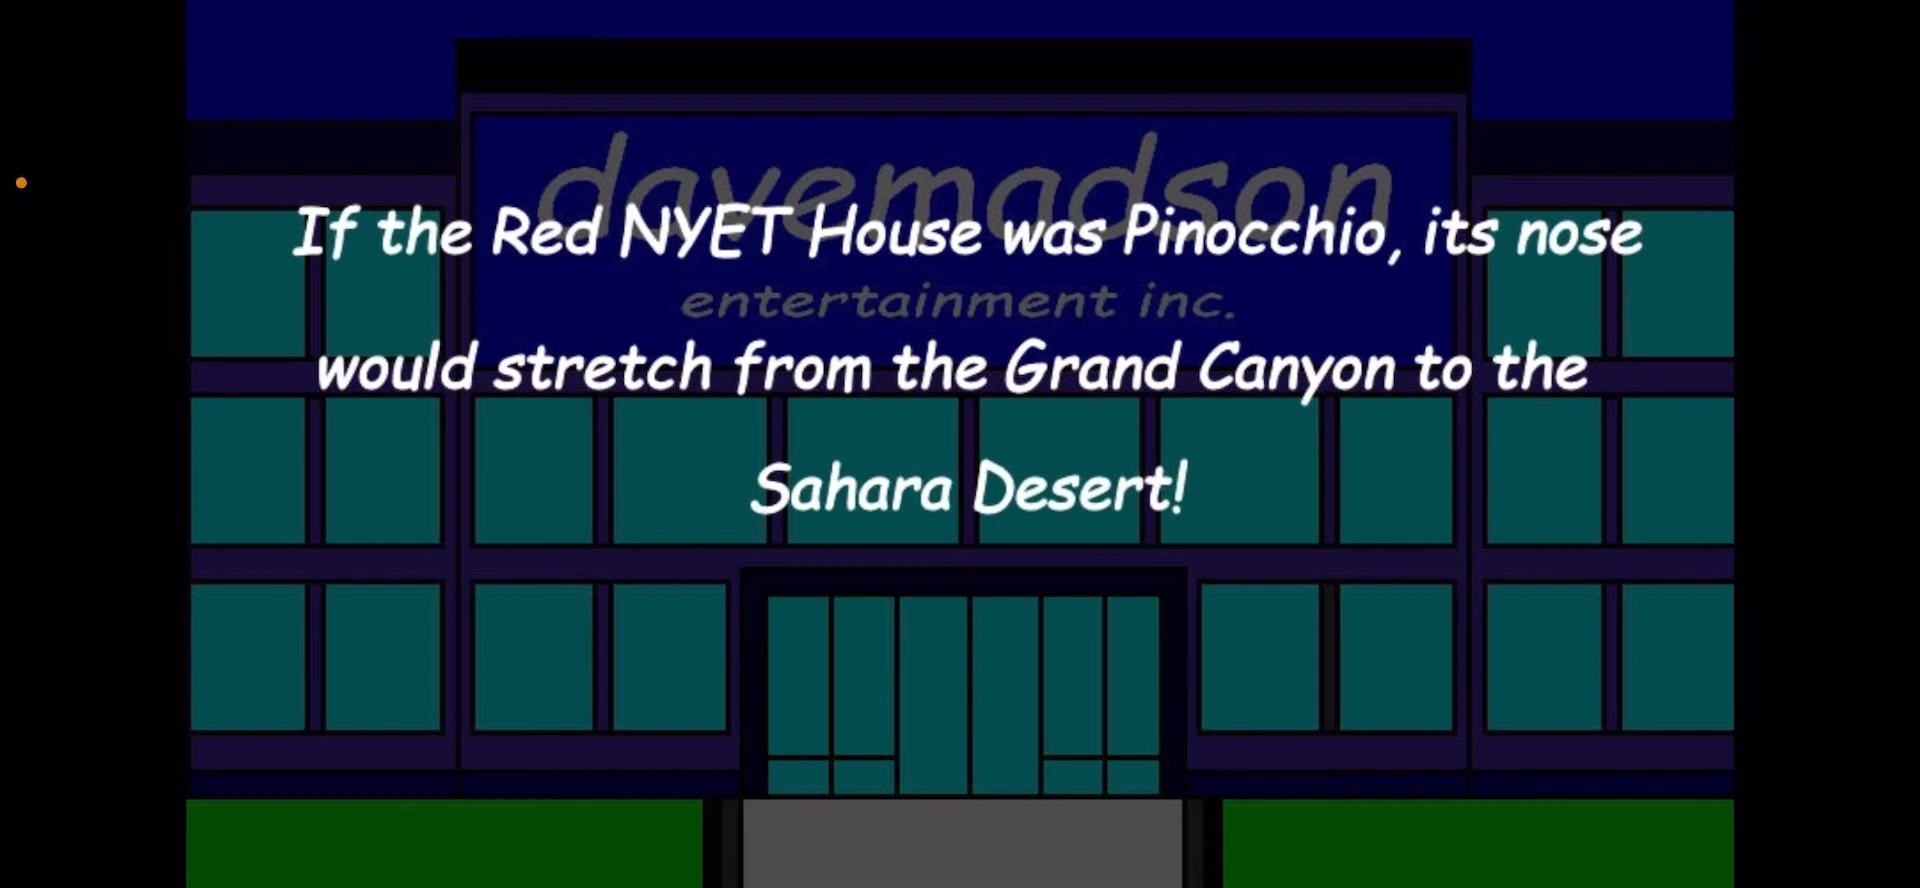 davemadson
If the Red NYET House was Pinocchio, its nose
entertainment inc.
would stretch from the Grand Canyon to the
Sahara Desert!